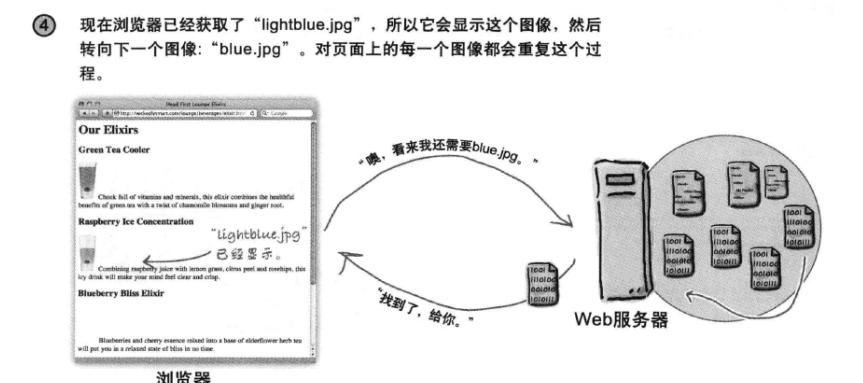 4 现在浏览器已经获取了“lightblue.jpg”，所以它会显示这个图像，然后
转向下一个图像:“blue.jpg”。对页面上的每一个图像都会重复这个过
程。
Head First Lounge Elixirs
Our Elixirs
Green Tea Cooler
Chock full of vitamins and minerals, this elixir combines the healthful
benefits of green tea with a twist of chamomile blossoms and ginger root.
Raspberry Ice Concentration
“lightblue.jpg”
已经显示。
Combining raspberry juice with lemon grass, citrus peel and rosehips, this
icy drink will make your mind feel clear and crisp.
Blueberry Bliss Elixir
Blueberries and cherry essence mixed into a base of elderflower herb tea
will put you in a relaxed state of bliss in no time.
浏览器
“噢，看来我还需要blue.jpg。”
“找到了，给你。”
Web服务器